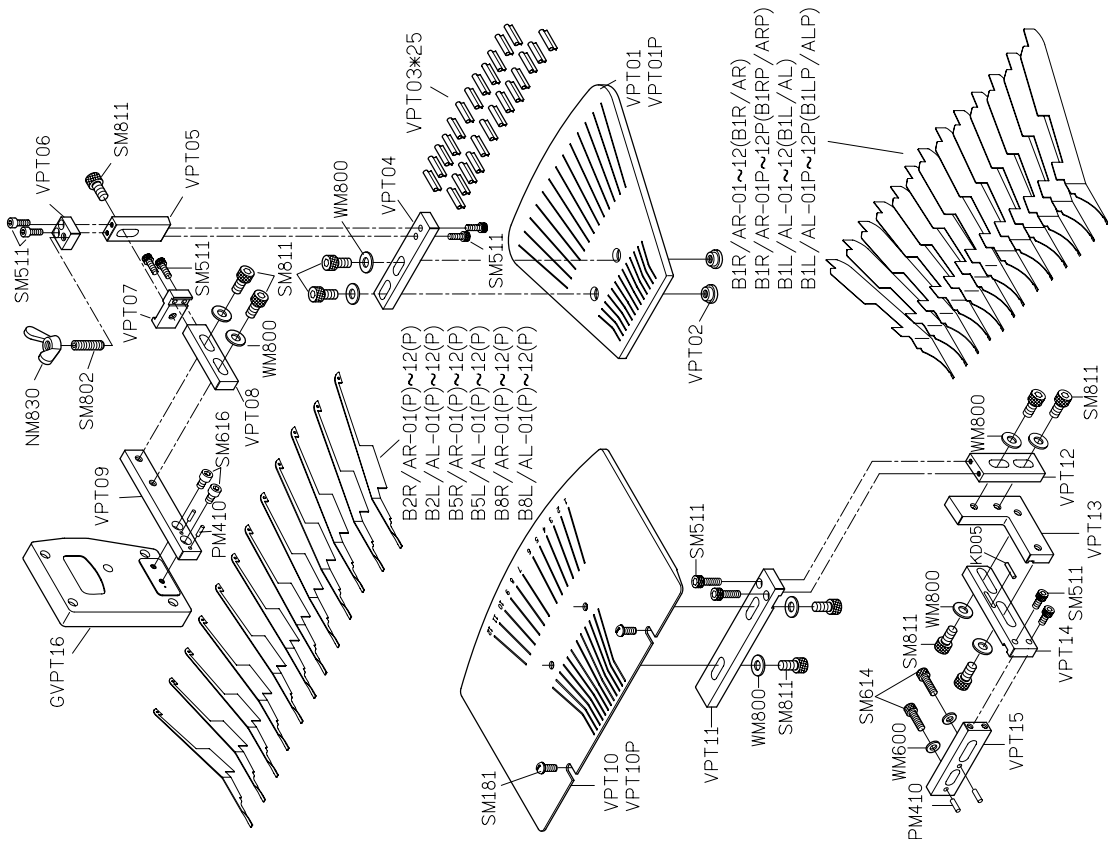 SM511
VPT06
SM811
VPT05
NM830
SM802
VPT07
SM511
SM811
WM800
VPT08
WM800
VPT04
SM511
VPT03*25
VPT01
VPT01P
VPT02
VPT09
SM616
PM410
GVPT16
B2R/AR-01(P)~12(P)
B2L/AL-01(P)~12(P)
B5R/AR-01(P)~12(P)
B5L/AL-01(P)~12(P)
B8R/AR-01(P)~12(P)
B8L/AL-01(P)~12(P)
B1R/AR-01~12(B1R/AR)
B1R/AR-01P~12P(B1RP/ARP)
B1L/AL-01~12(B1L/AL)
B1L/AL-01P~12P(B1LP/ALP)
SM181
VPT10
VPT10P
VPT11
SM511
WM800
SM811
WM800
SM811
VPT12
VPT13
KD05
WM800
SM811
SM511
VPT14
SM614
WM600
VPT15
PM410